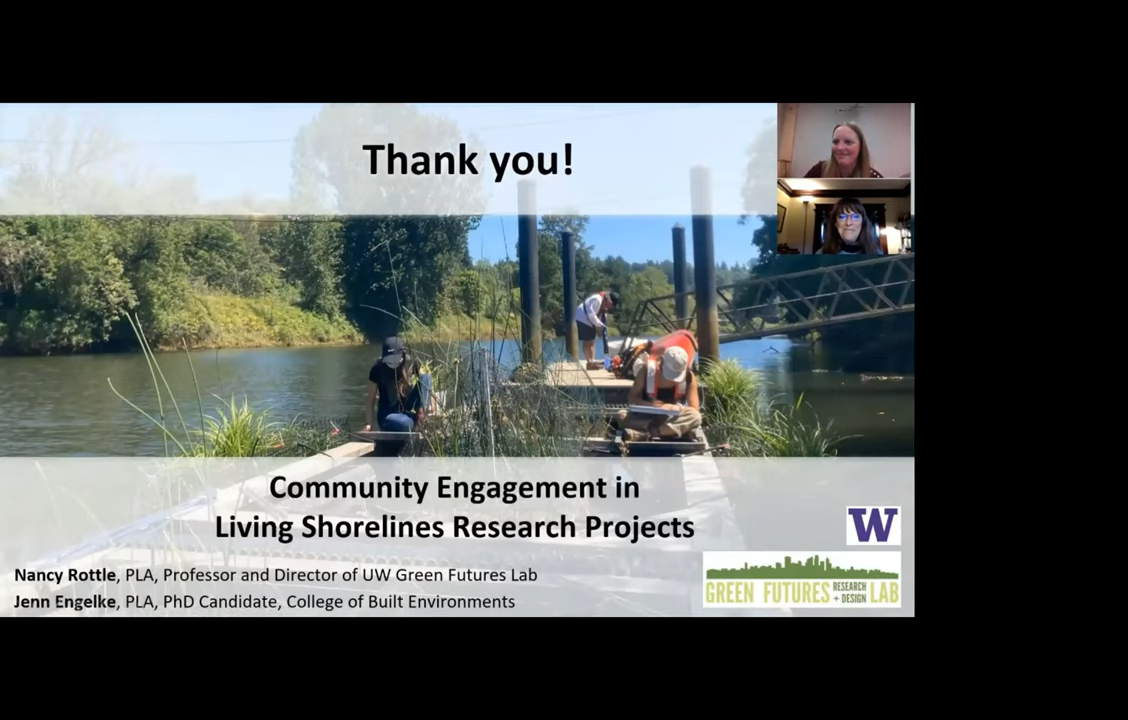 Thank you!
Community Engagement in
Living Shorelines Research Projects
W
Nancy Rottle, PLA, Professor and Director of UW Green Futures Lab
Jenn Engelke, PLA, PhD Candidate, College of Built Environments
GREEN FUTURES RESEARCH + DESIGN LAB